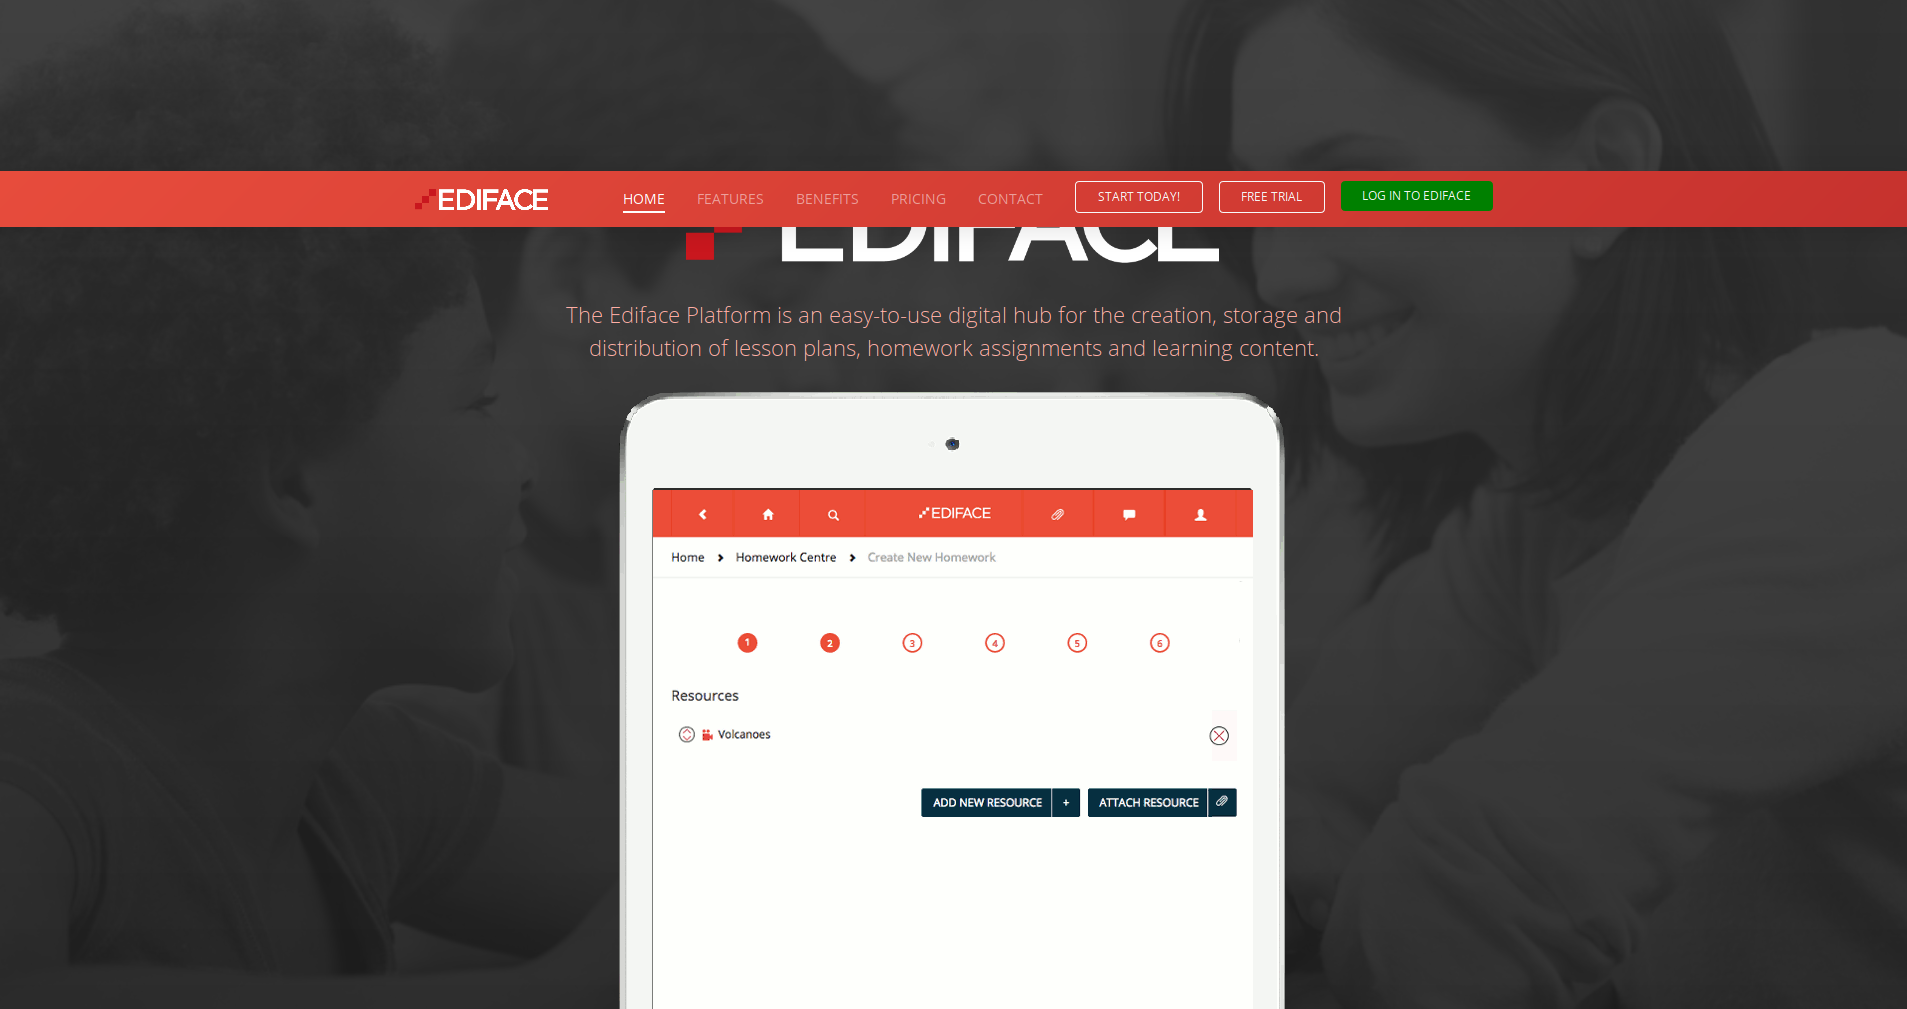 EDIFACE
HOME FEATURES BENEFITS PRICING CONTACT START TODAY! FREE TRIAL LOG IN TO EDIFACE
EDIFACE
The Ediface Platform is an easy-to-use digital hub for the creation, storage and
distribution of lesson plans, homework assignments and learning content.
EDIFACE
Home Homework Centre Create New Homework
1 2 3 4 5 6
Resources
Volcanoes
ADD NEW RESOURCE + ATTACH RESOURCE